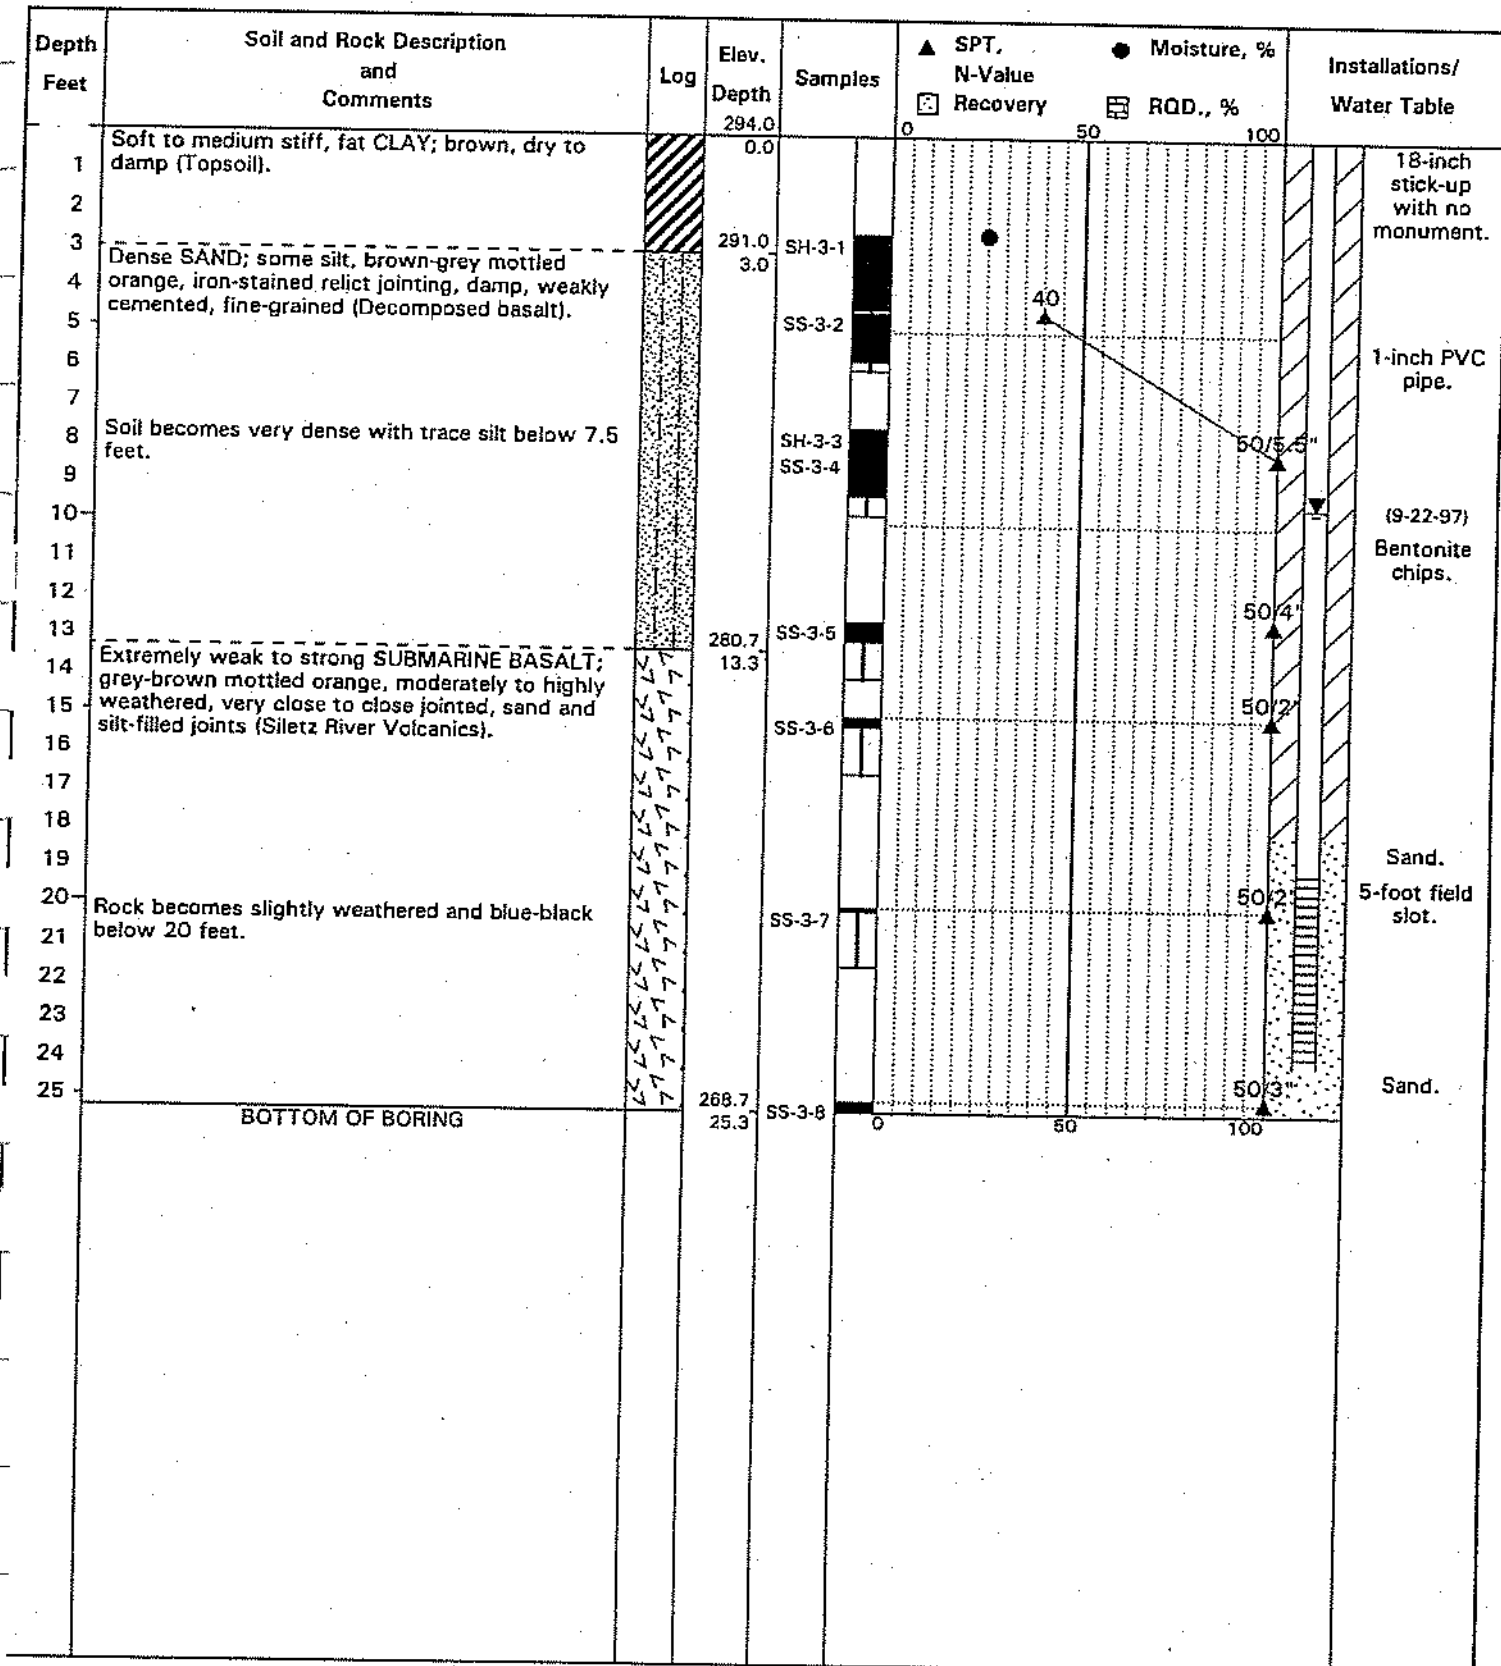 Depth
Feet
Soil and Rock Description
and
Comments
Log
Elev.
Depth
294.0
0.0
Samples
▲ SPT,
N-Value
Recovery
● Moisture, %
RQD., %
Installations/
Water Table
0 50 100
Soft to medium stiff, fat CLAY; brown, dry to
damp (Topsoil).
1
2
3
4
5
6
7
8
9
10
11
12
13
14
15
16
17
18
19
20
21
22
23
24
25
Dense SAND; some silt, brown-grey mottled
orange, iron-stained relict jointing, damp, weakly
cemented, fine-grained (Decomposed basalt).
Soil becomes very dense with trace silt below 7.5
feet.
Extremely weak to strong SUBMARINE BASALT;
grey-brown mottled orange, moderately to highly
weathered, very close to close jointed, sand and
silt-filled joints (Siletz River Volcanics).
Rock becomes slightly weathered and blue-black
below 20 feet.
BOTTOM OF BORING
291.0
3.0
280.7
13.3
268.7
25.3
SH-3-1
SS-3-2
SH-3-3
SS-3-4
SS-3-5
SS-3-6
SS-3-7
SS-3-8
40
50/5.5"
50/4"
50/2"
50/2"
50/3"
0 50 100
18-inch
stick-up
with no
monument.
1-inch PVC
pipe.
(9-22-97)
Bentonite
chips.
Sand.
5-foot field
slot.
Sand.